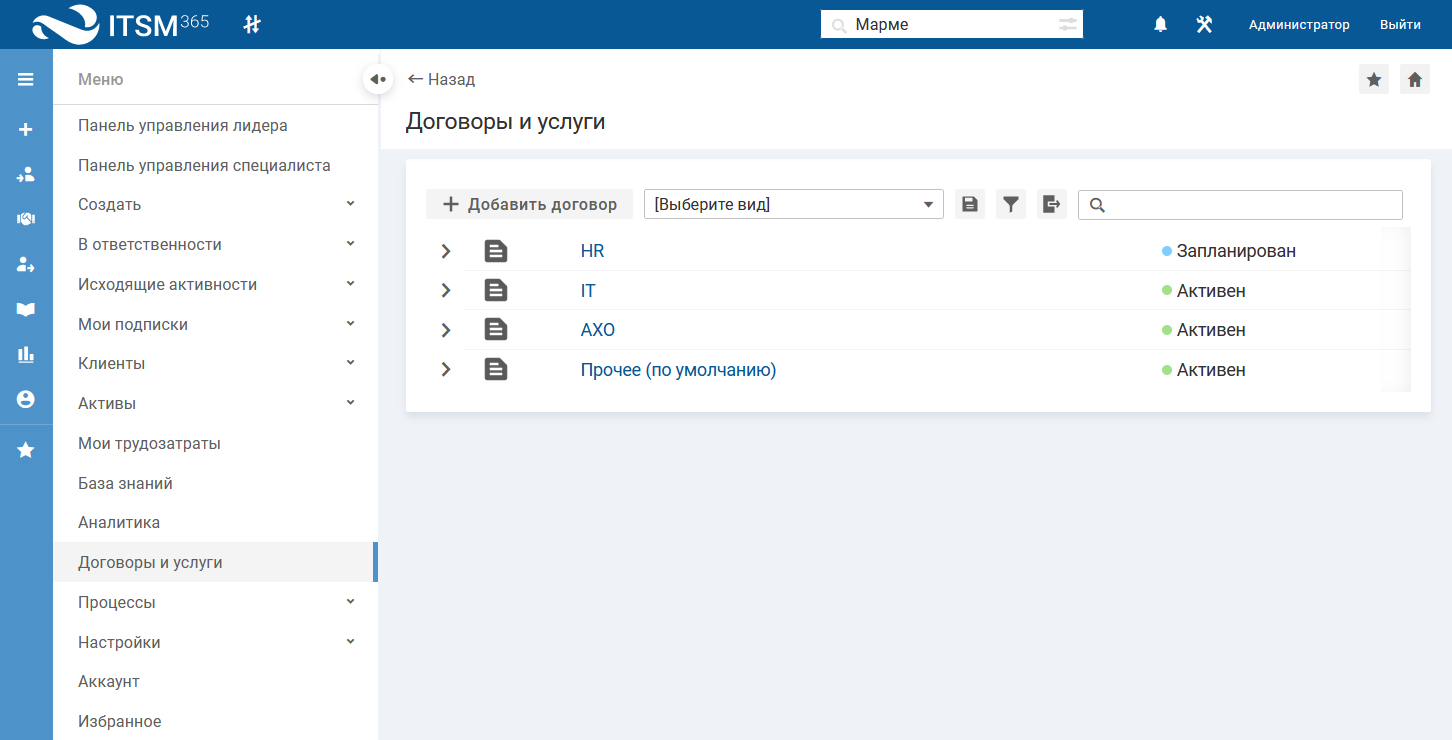 ITSM 365
Марме
Администратор
Выйти
Меню
Панель управления лидера
Панель управления специалиста
Создать
В ответственности
Исходящие активности
Мои подписки
Клиенты
Активы
Мои трудозатраты
База знаний
Аналитика
Договоры и услуги
Процессы
Настройки
Аккаунт
Избранное
← Назад
Договоры и услуги
+ Добавить договор
[Выберите вид]
HR Запланирован
IT Активен
АХО Активен
Прочее (по умолчанию) Активен